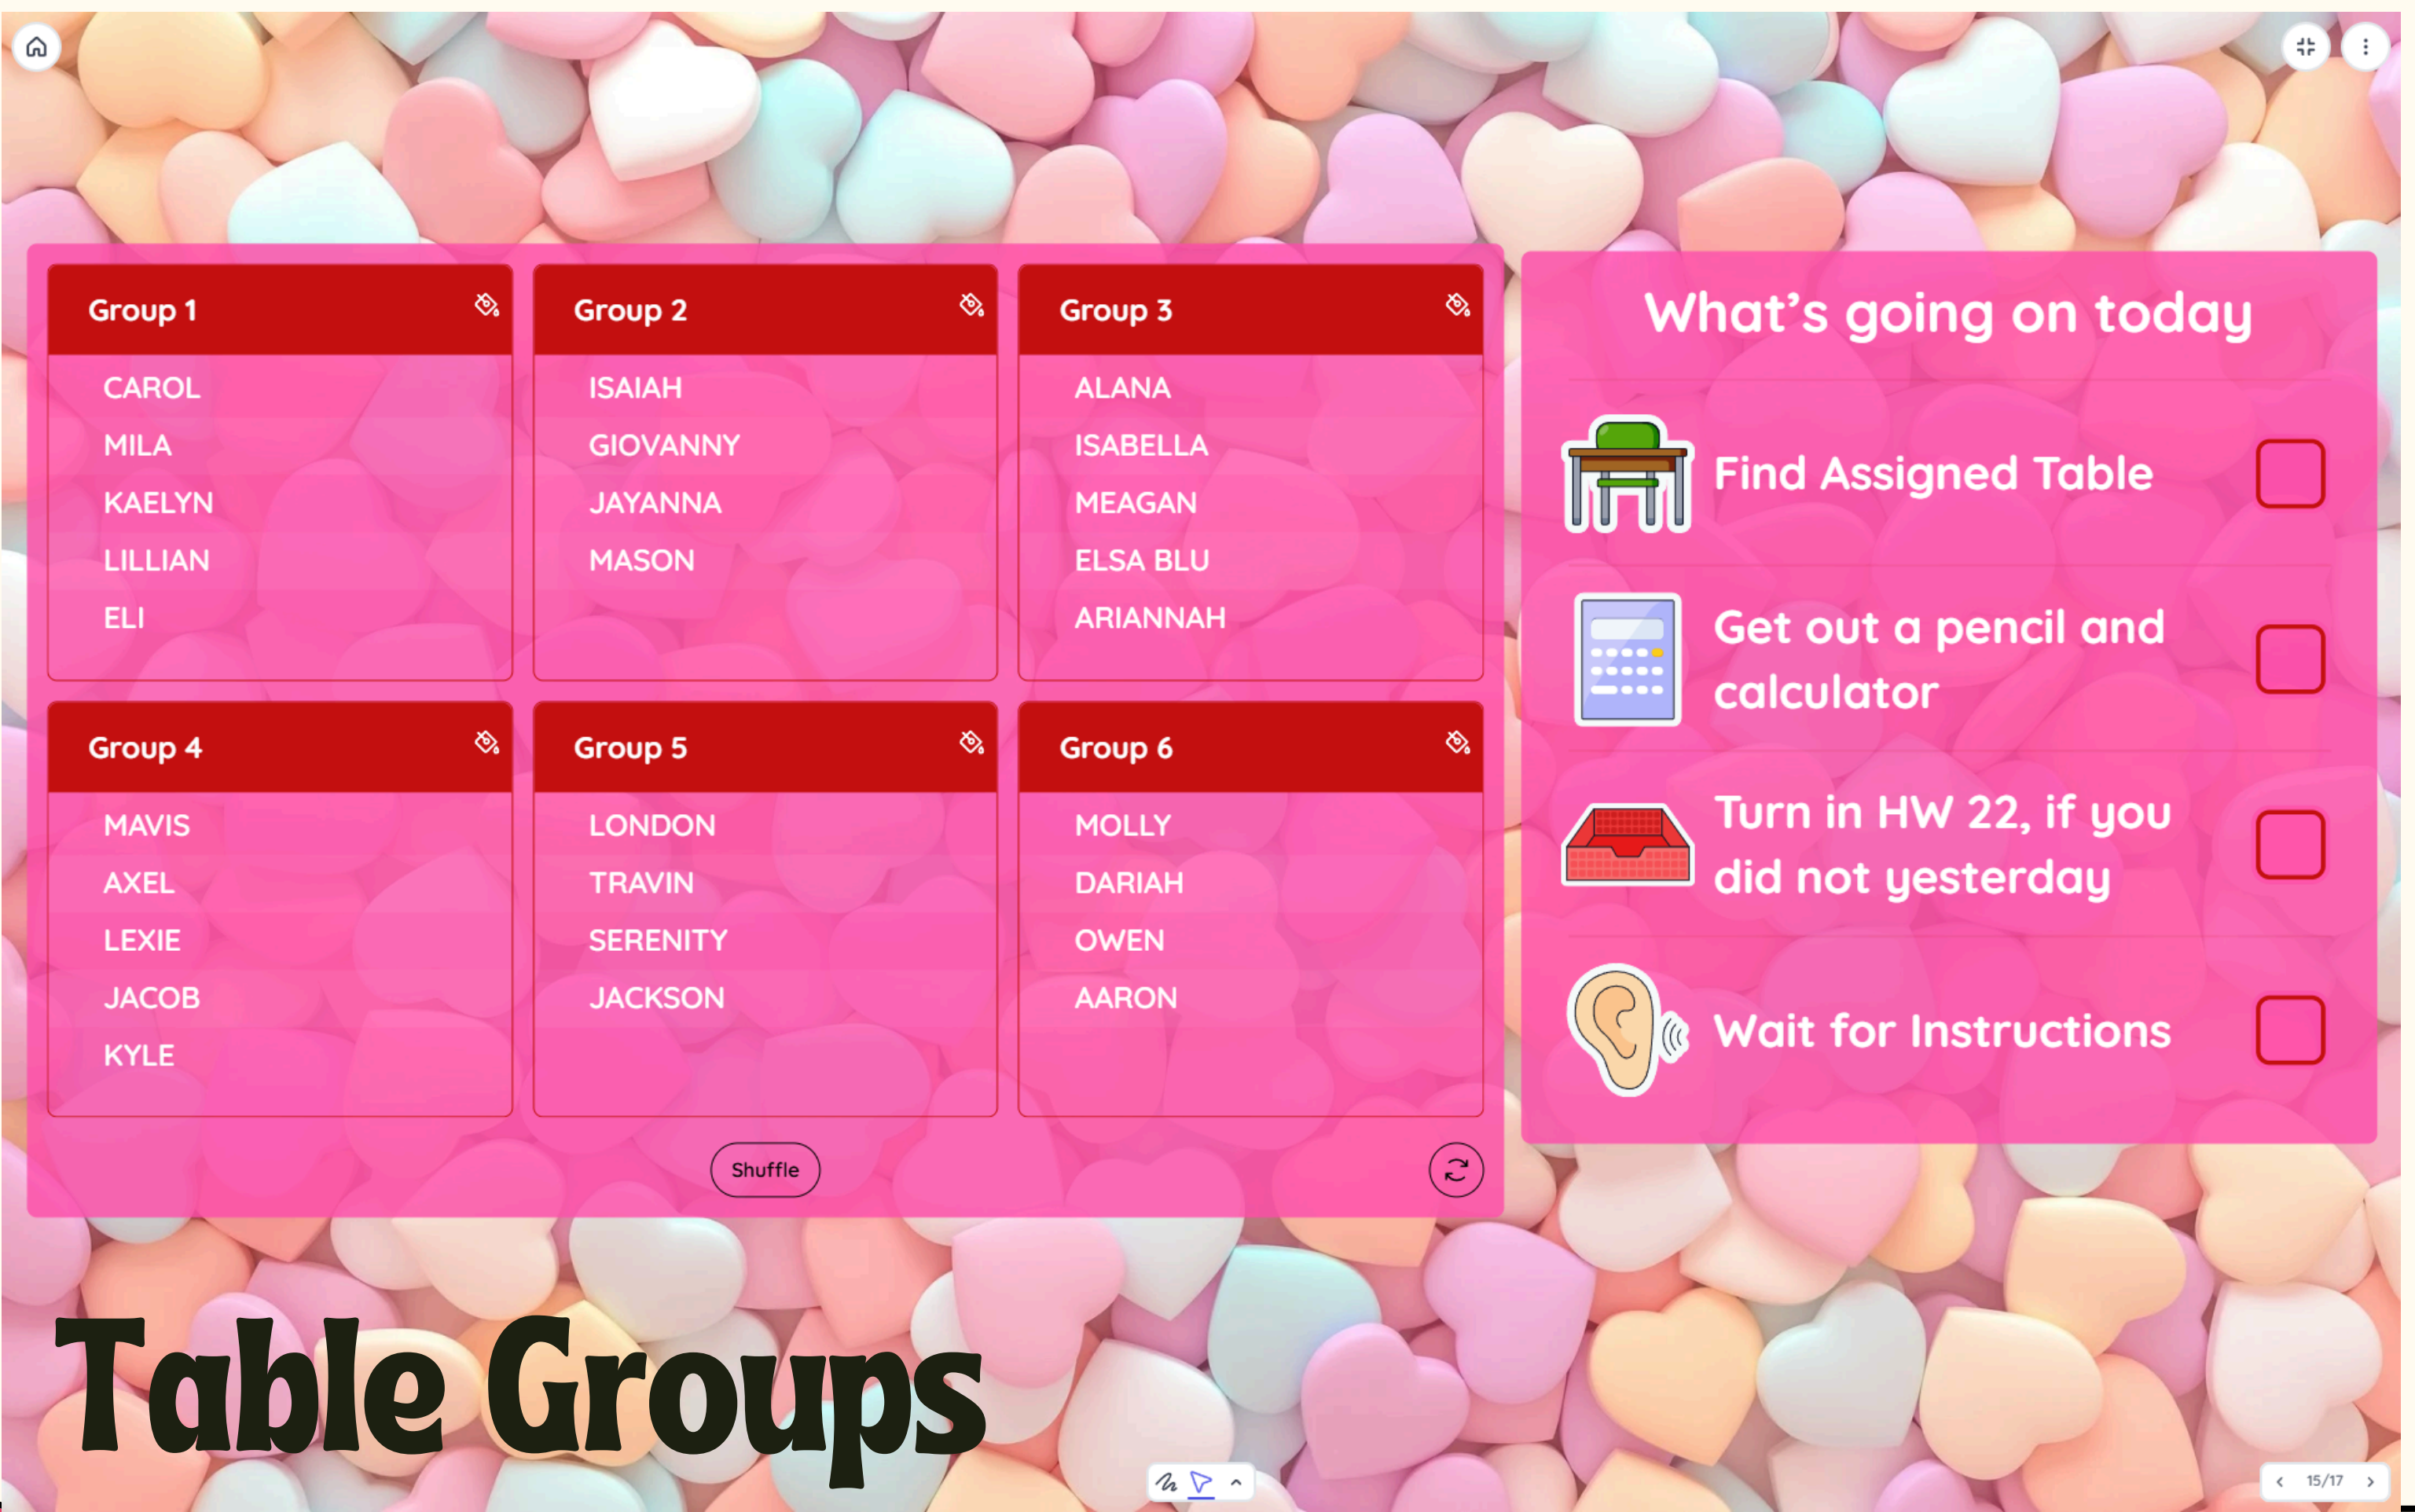 Group 1
CAROL
MILA
KAELYN
LILLIAN
ELI
Group 2
ISAIAH
GIOVANNY
JAYANNA
MASON
Group 3
ALANA
ISABELLA
MEAGAN
ELSA BLU
ARIANNAH
Group 4
MAVIS
AXEL
LEXIE
JACOB
KYLE
Group 5
LONDON
TRAVIN
SERENITY
JACKSON
Group 6
MOLLY
DARIAH
OWEN
AARON
Shuffle
What's going on today
Find Assigned Table
Get out a pencil and
calculator
Turn in HW 22, if you
did not yesterday
Wait for Instructions
Table Groups
15/17